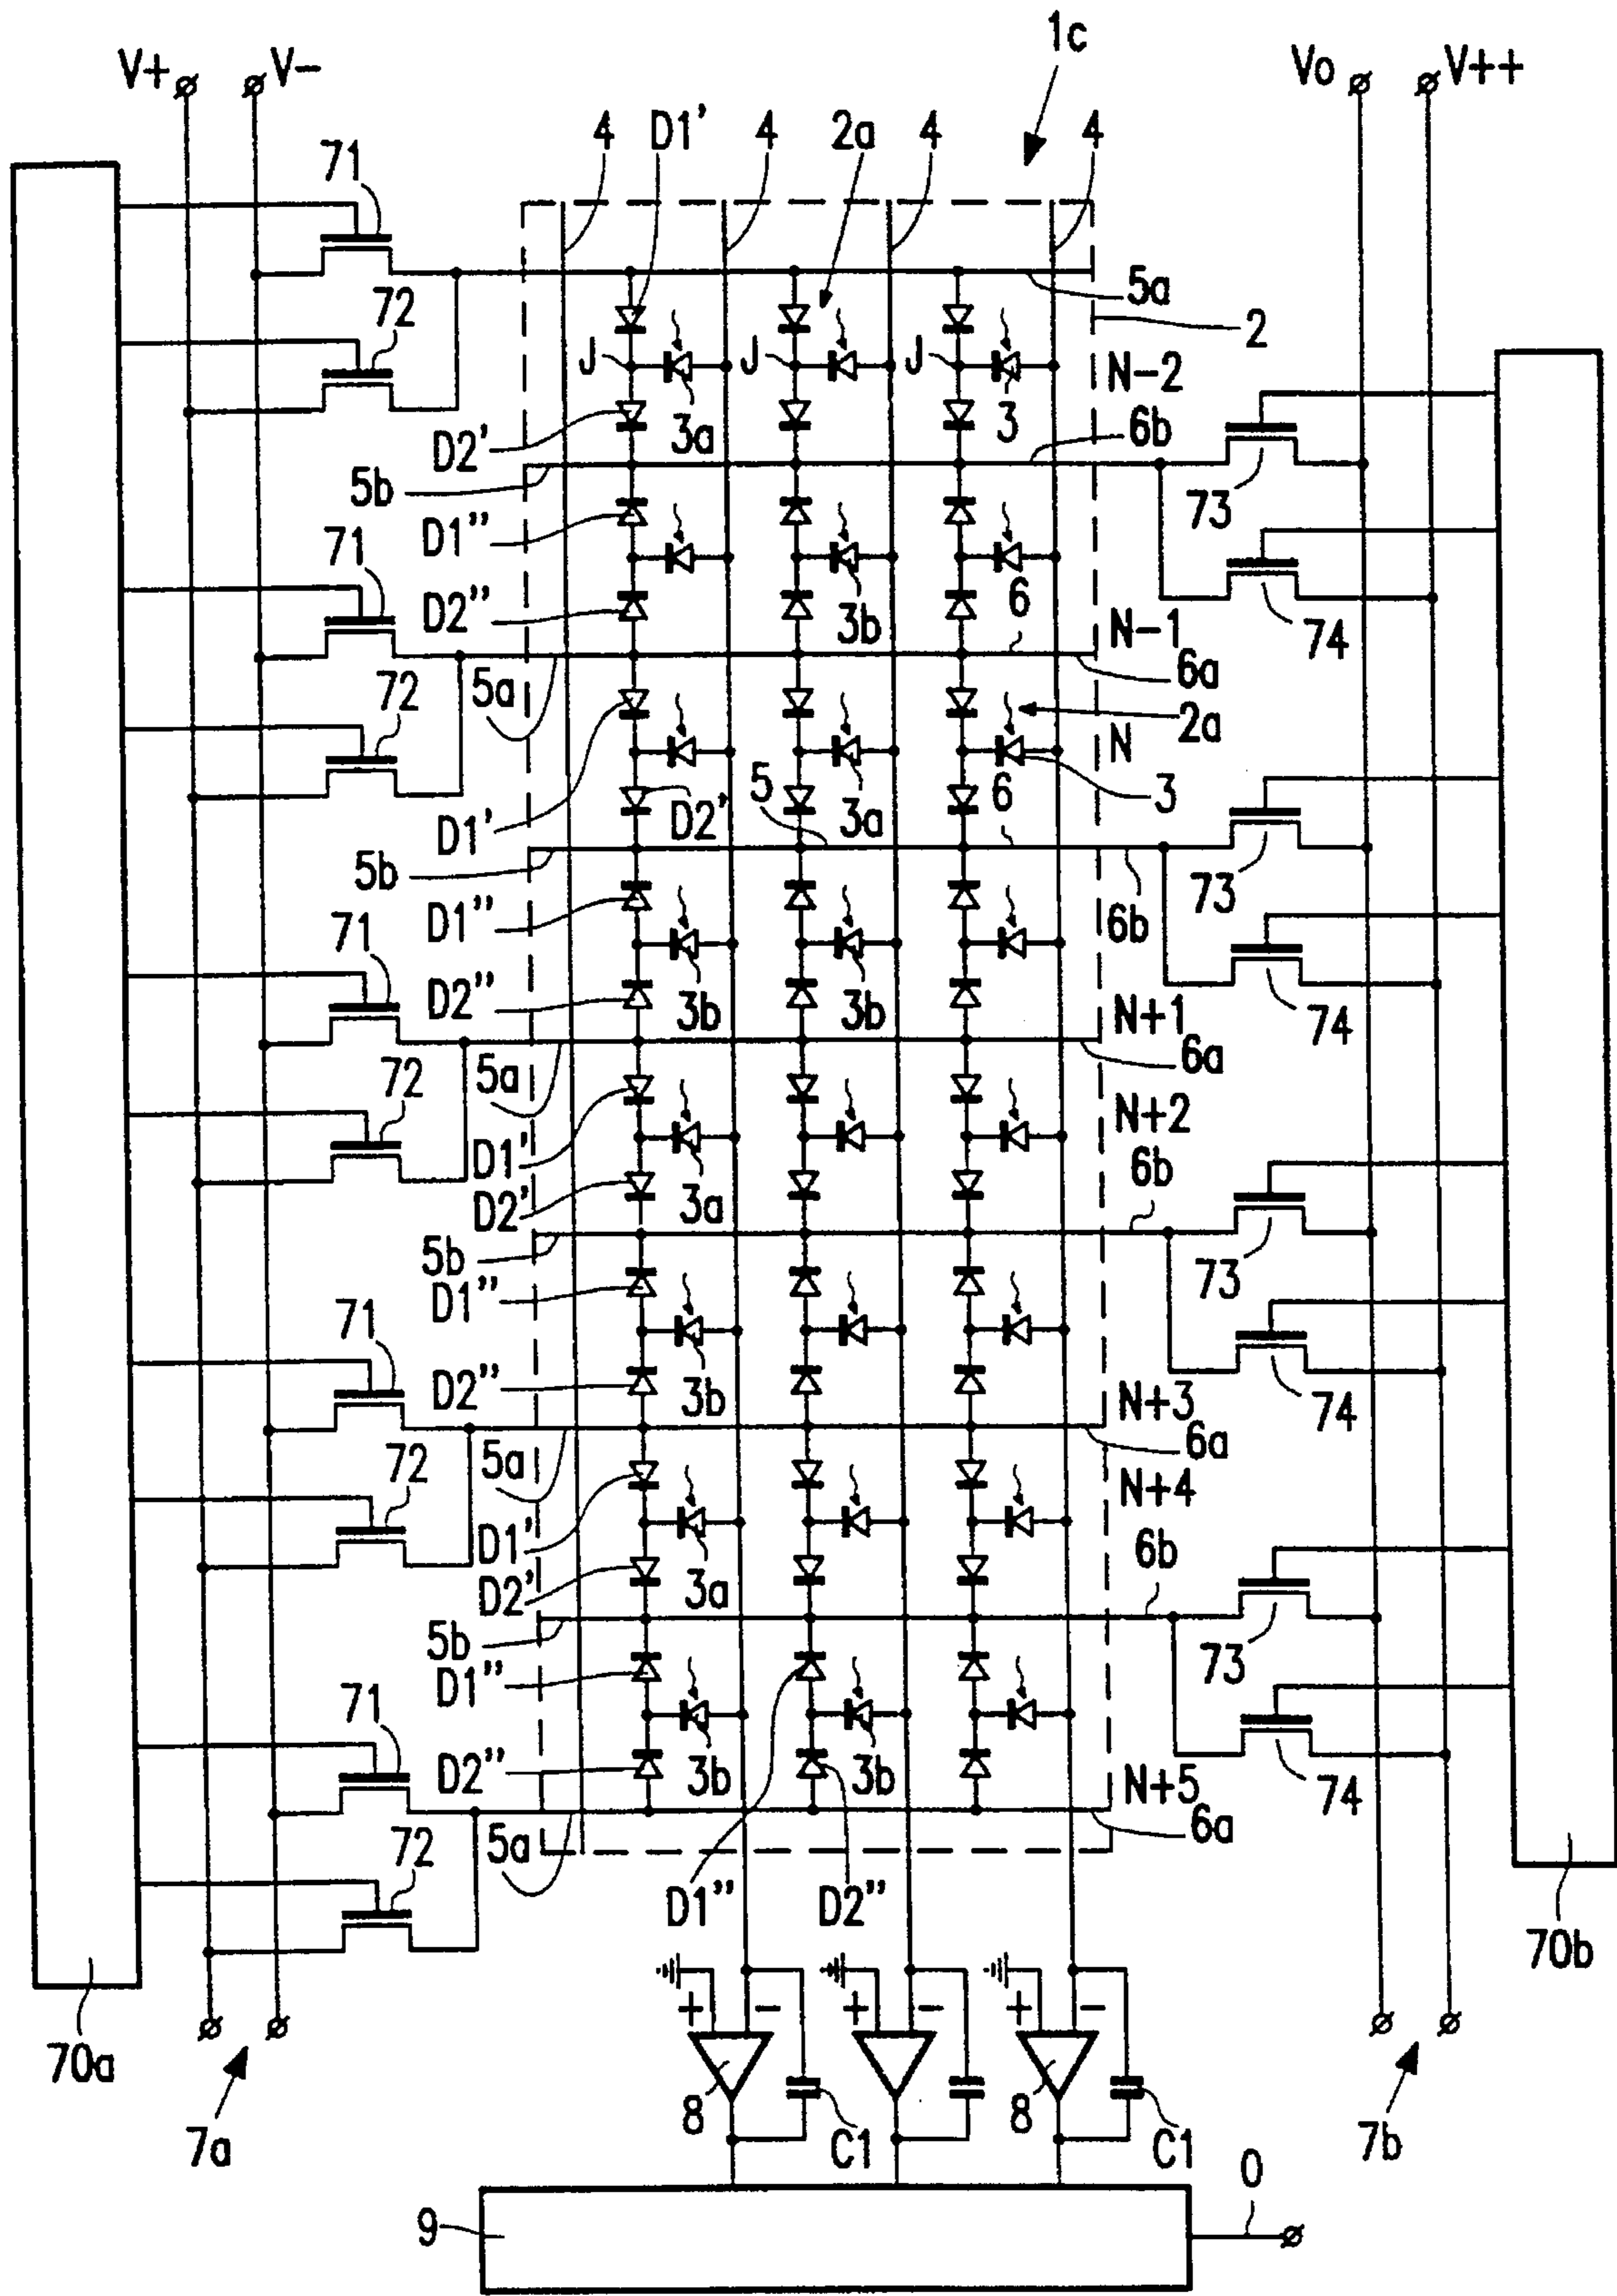 1c
V+ V- Vo V++
4 D1' 4 2a 4 4
71
5a
72 2
J J J N-2
D2' 3a 3 6b
5b 73
D1"
71
D2" 3b 6 74
N-1
5a 6a
72 2a
N
5 6 3
D1' D2' 3a
5b 73
D1" 6b
71
D2" 3b 3b N+1 74
5a 6a
72 N+2
D1' 6b
D2' 3a
5b 73
D1"
71
D2" 3b N+3 74
5a 6a
72 N+4
D1' 6b
D2' 3a
5b 73
D1"
71
D2" 3b 3b N+5 74
5a 6a
72
D1" D2"
70b
+ - + - + -
70a
8 8
7a C1 C1 7b
0
9